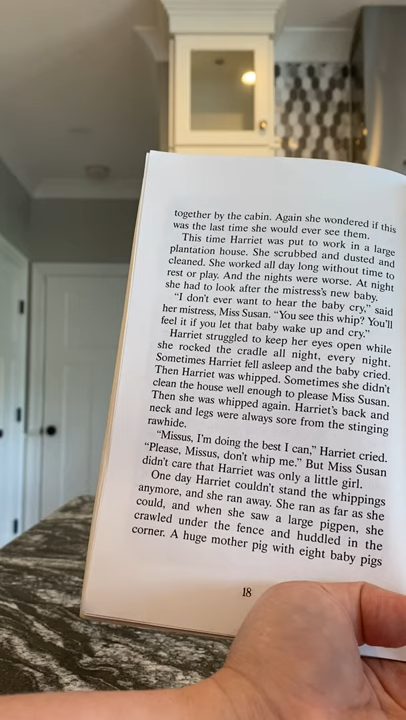 together by the cabin. Again she wondered if this
was the last time she would ever see them.
This time Harriet was put to work in a large
plantation house. She scrubbed and dusted and
cleaned. She worked all day long without time to
rest or play. And the nights were worse. At night
she had to look after the mistress's new baby.
"I don't ever want to hear the baby cry," said
her mistress, Miss Susan. "You see this whip? You'll
feel it if you let that baby wake up and cry."
Harriet struggled to keep her eyes open while
she rocked the cradle all night, every night.
Sometimes Harriet fell asleep and the baby cried.
Then Harriet was whipped. Sometimes she didn't
clean the house well enough to please Miss Susan.
Then she was whipped again. Harriet's back and
neck and legs were always sore from the stinging
rawhide.
"Missus, I'm doing the best I can," Harriet cried.
"Please, Missus, don't whip me." But Miss Susan
didn't care that Harriet was only a little girl.
One day Harriet couldn't stand the whippings
anymore, and she ran away. She ran as far as she
could, and when she saw a large pigpen, she
crawled under the fence and huddled in the
corner. A huge mother pig with eight baby pigs
18